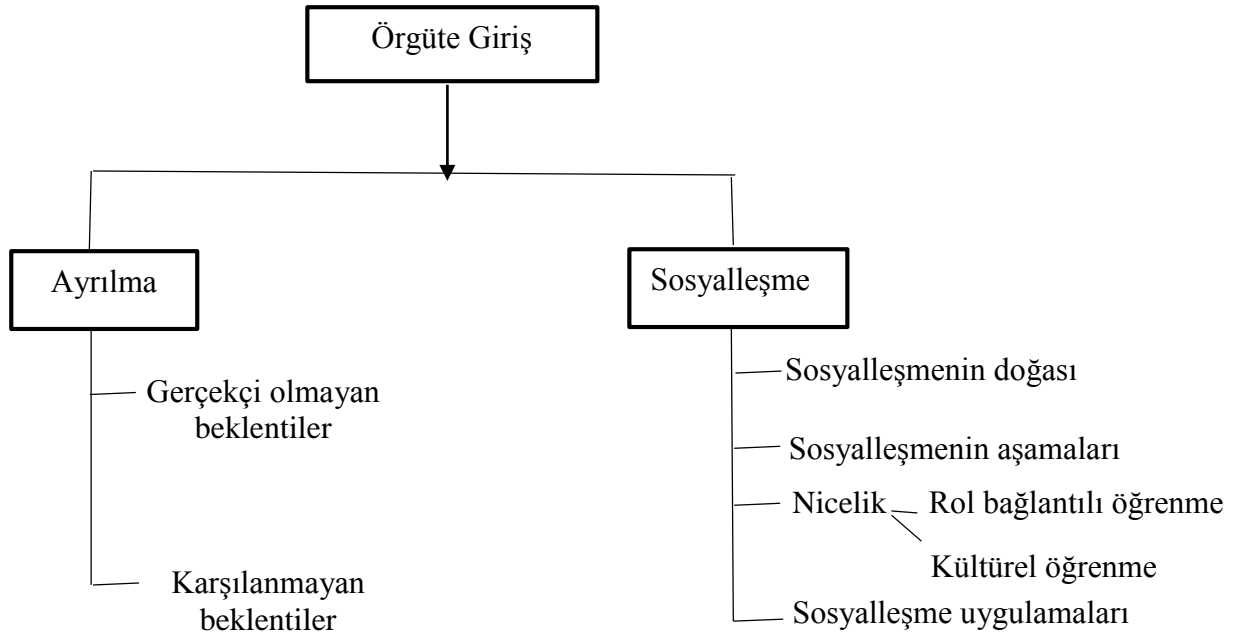 Örgüte Giriş
Ayrılma
Gerçekçi olmayan
beklentiler
Karşılanmayan
beklentiler
Sosyalleşme
Sosyalleşmenin doğası
Sosyalleşmenin aşamaları
Nicelik
Rol bağlantılı öğrenme
Kültürel öğrenme
Sosyalleşme uygulamaları